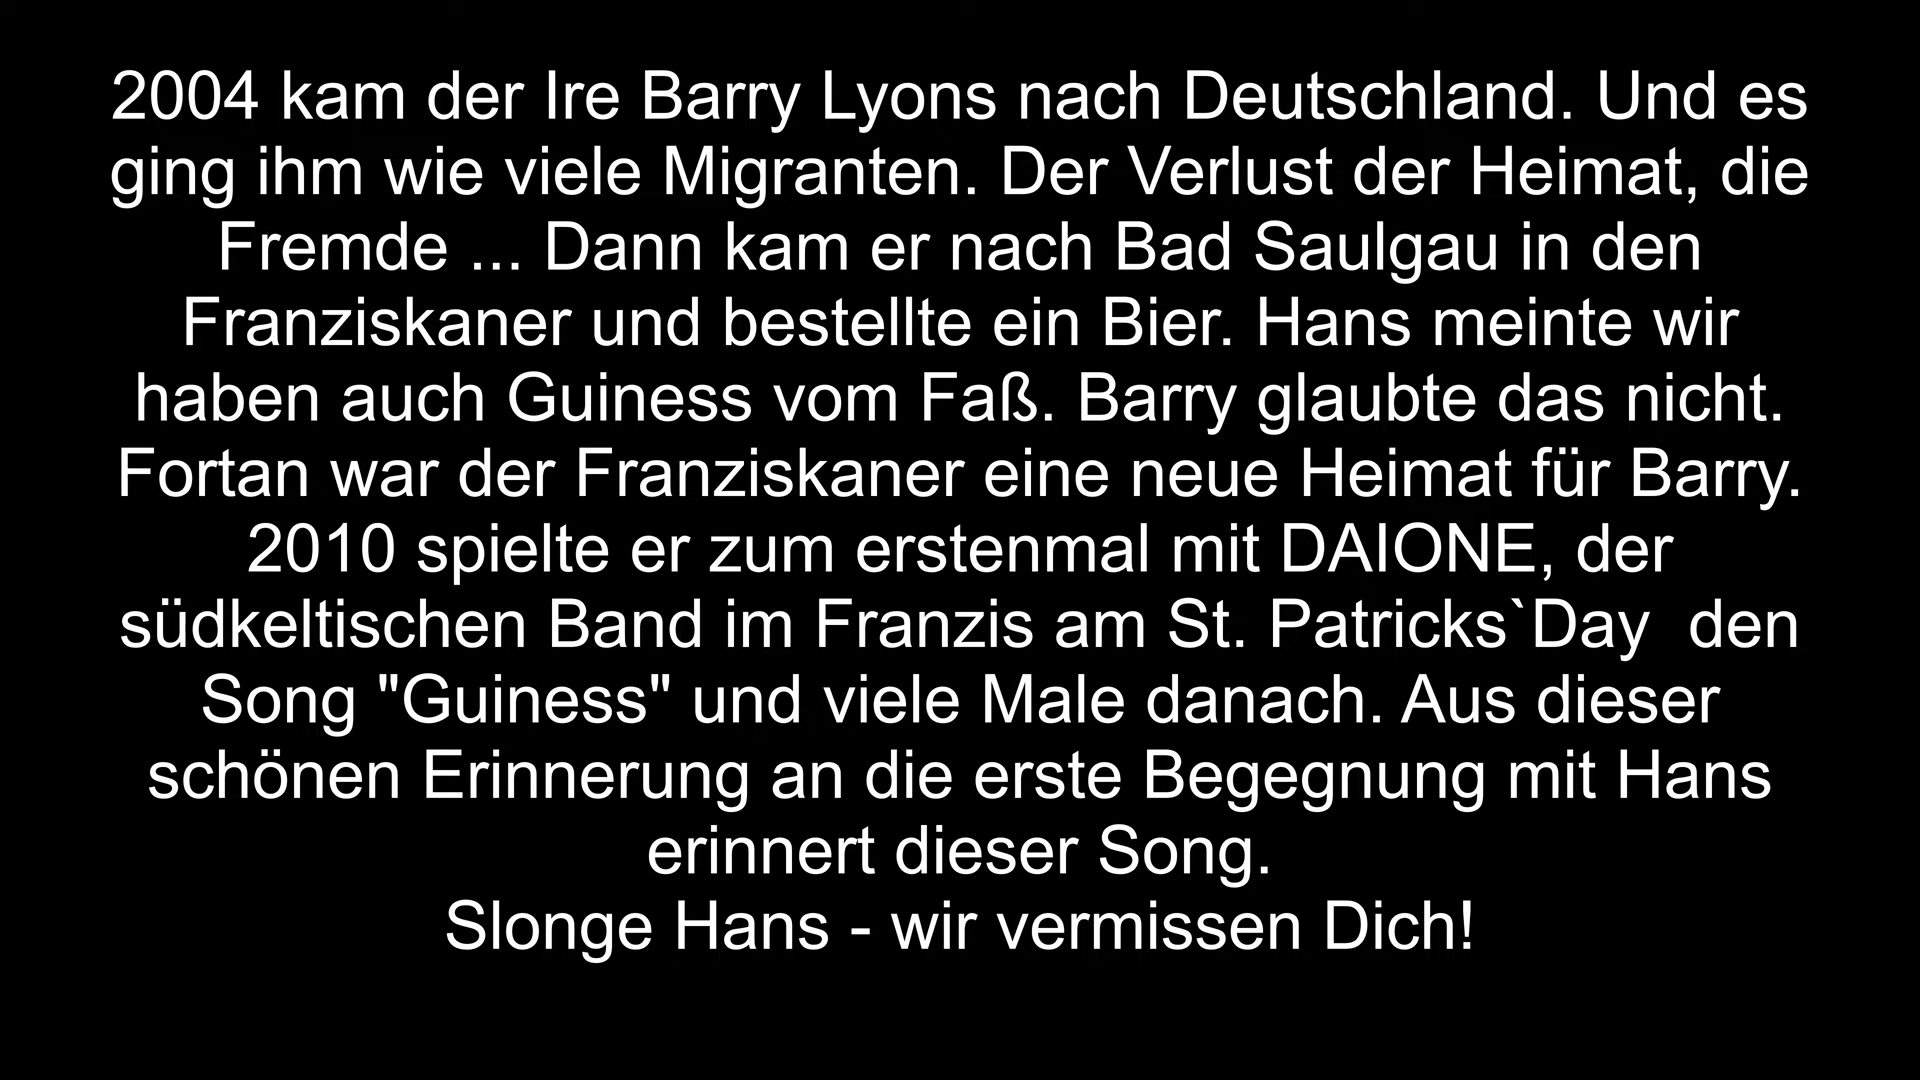 2004 kam der Ire Barry Lyons nach Deutschland. Und es
ging ihm wie viele Migranten. Der Verlust der Heimat, die
Fremde ... Dann kam er nach Bad Saulgau in den
Franziskaner und bestellte ein Bier. Hans meinte wir
haben auch Guiness vom Faß. Barry glaubte das nicht.
Fortan war der Franziskaner eine neue Heimat für Barry.
2010 spielte er zum erstenmal mit DAIONE, der
südkeltischen Band im Franzis am St. Patricks`Day  den
Song "Guiness" und viele Male danach. Aus dieser
schönen Erinnerung an die erste Begegnung mit Hans
erinnert dieser Song.
Slonge Hans - wir vermissen Dich!